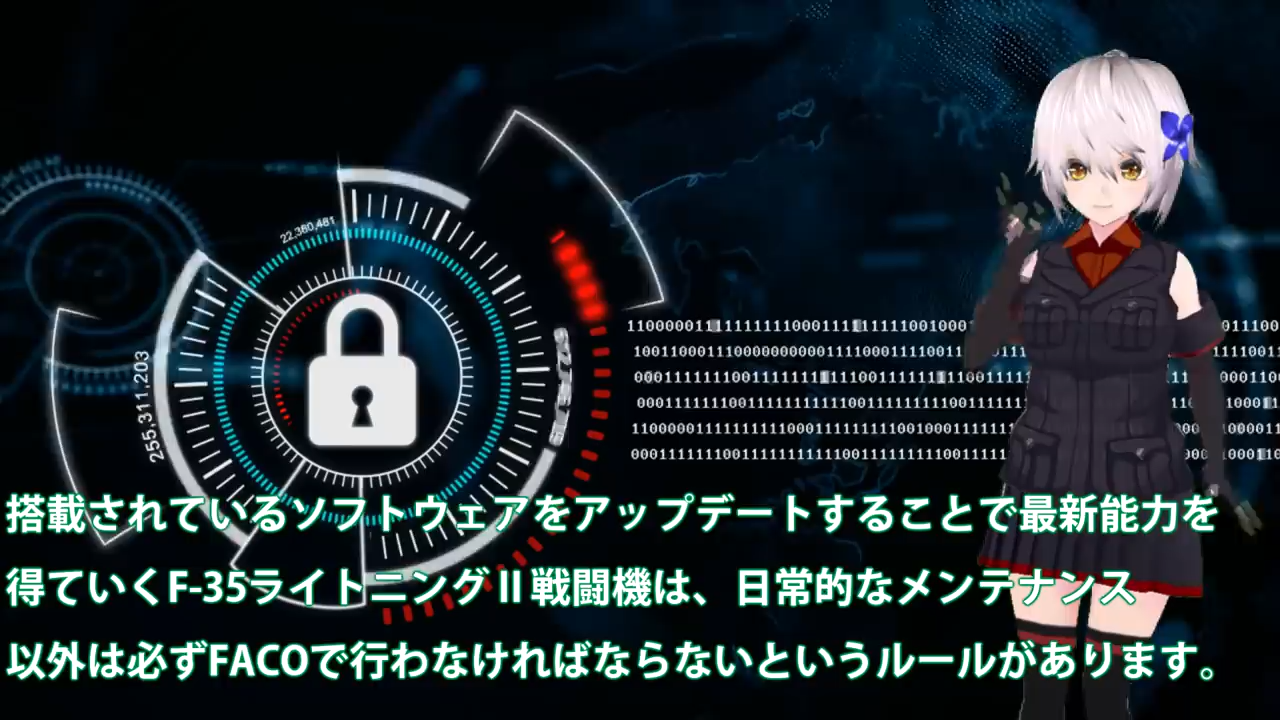 22,360,461
255,311,203
搭載されているソフトウェアをアップデートすることで最新能力を
得ていくF-35ライトニングⅡ戦闘機は、日常的なメンテナンス
以外は必ずFACOで行わなければならないというルールがあります。